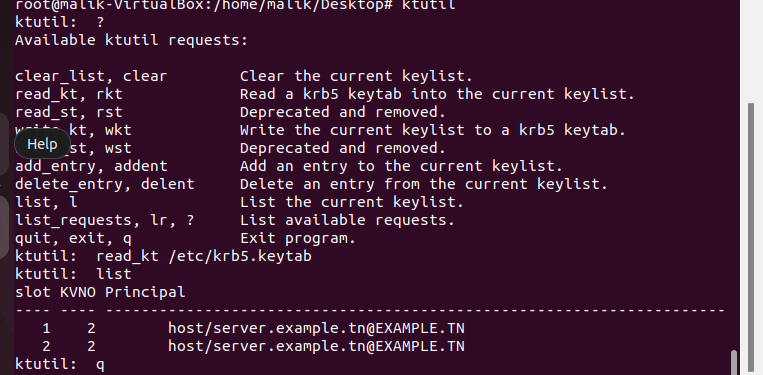 root@malik-VirtualBox:/home/malik/Desktop# ktutil
ktutil:  ?
Available ktutil requests:

clear_list, clear        Clear the current keylist.
read_kt, rkt             Read a krb5 keytab into the current keylist.
read_st, rst             Deprecated and removed.
kt, wkt            Write the current keylist to a krb5 keytab.
Help
st, wst            Deprecated and removed.
add_entry, addent        Add an entry to the current keylist.
delete_entry, delent     Delete an entry from the current keylist.
list, l                  List the current keylist.
list_requests, lr, ?     List available requests.
quit, exit, q            Exit program.
ktutil:  read_kt /etc/krb5.keytab
ktutil:  list
slot KVNO Principal
---- ---- ---------------------------------------------------------------------
   1    2        host/server.example.tn@EXAMPLE.TN
   2    2        host/server.example.tn@EXAMPLE.TN
ktutil:  q